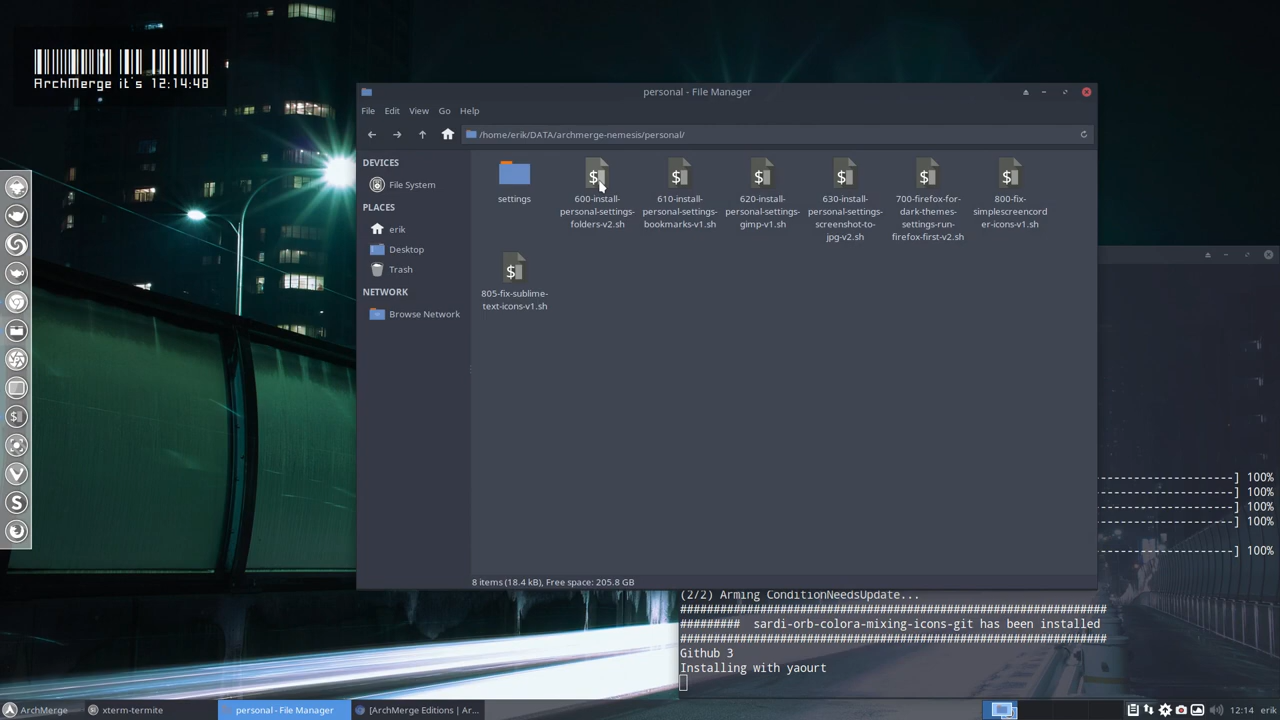 ArchMerge it's 12:14:48
personal - File Manager
File Edit View Go Help
/home/erik/DATA/archmerge-nemesis/personal/
DEVICES
File System
PLACES
erik
Desktop
Trash
NETWORK
Browse Network
settings
600-install-
personal-settings-
folders-v2.sh
610-install-
personal-settings-
bookmarks-v1.sh
620-install-
personal-settings-
gimp-v1.sh
630-install-
personal-settings-
screenshot-to-
jpg-v2.sh
700-firefox-for-
dark-themes-
settings-run-
firefox-first-v2.sh
800-fix-
simplescreencord
er-icons-v1.sh
805-fix-sublime-
text-icons-v1.sh
8 items (18.4 kB), Free space: 205.8 GB
-------------------] 100%
-------------------] 100%
-------------------] 100%
-------------------] 100%
-------------------] 100%
(2/2) Arming ConditionNeedsUpdate...
##########################################################
######### sardi-orb-colora-mixing-icons-git has been installed
##########################################################
Github 3
Installing with yaourt
ArchMerge
xterm-termite
personal - File Manager
[ArchMerge Editions | Ar...
12:14 erik